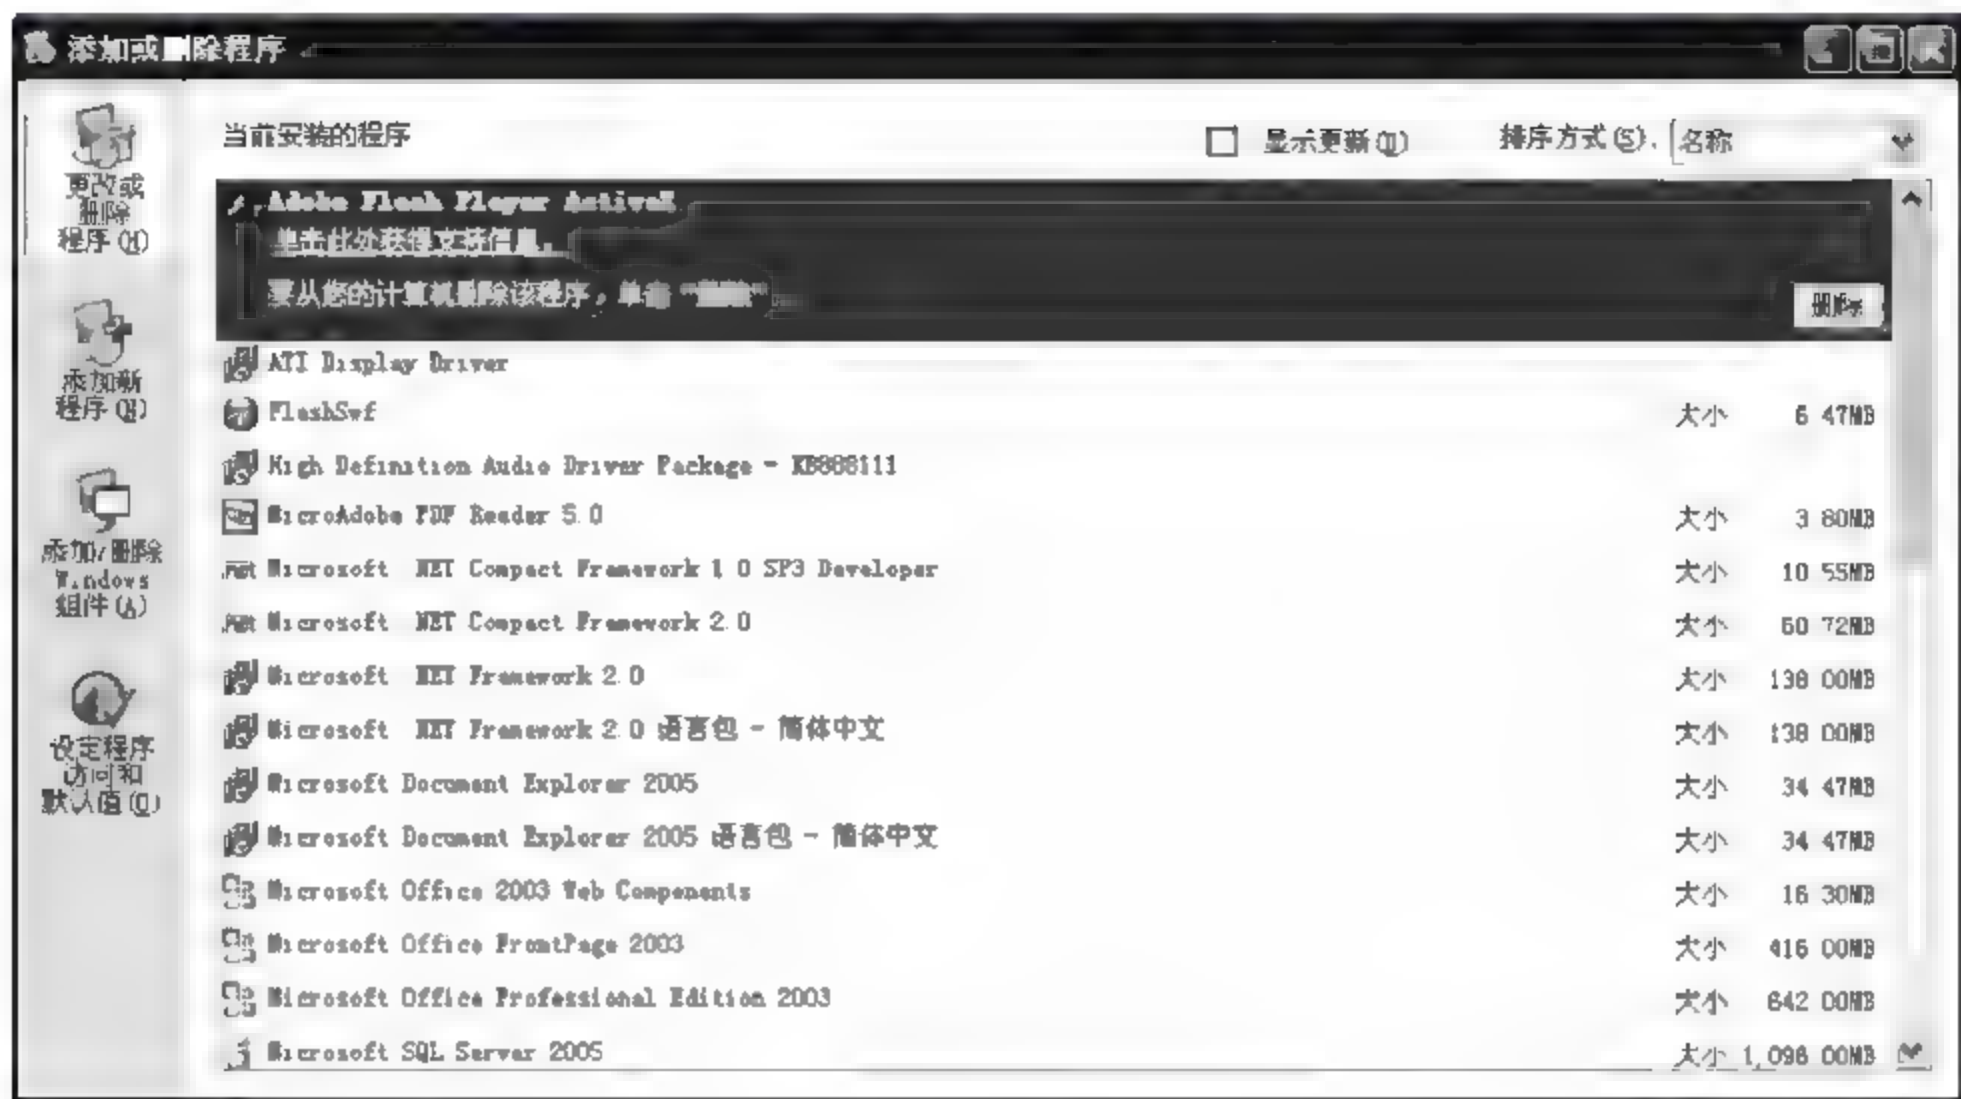 添加或删除程序
当前安装的程序
显示更新(U) 排序方式(S): 名称
更改或
删除
程序(H)
添加新
程序(N)
添加/删除
Windows
组件(A)
设定程序
访问和
默认值(O)
Adobe Flash Player ActiveX
单击此处获得支持信息。
要从您的计算机删除该程序，单击“删除”。
删除
ATI Display Driver
FlashSwf 大小 6.47MB
High Definition Audio Driver Package - KB888111
MicroAdobe PDF Reader 5.0 大小 3.80MB
Microsoft .NET Compact Framework 1.0 SP3 Developer 大小 10.55MB
Microsoft .NET Compact Framework 2.0 大小 60.72MB
Microsoft .NET Framework 2.0 大小 138.00MB
Microsoft .NET Framework 2.0 语言包 - 简体中文 大小 138.00MB
Microsoft Document Explorer 2005 大小 34.47MB
Microsoft Document Explorer 2005 语言包 - 简体中文 大小 34.47MB
Microsoft Office 2003 Web Components 大小 16.30MB
Microsoft Office FrontPage 2003 大小 416.00MB
Microsoft Office Professional Edition 2003 大小 642.00MB
Microsoft SQL Server 2005 大小 1,096.00MB